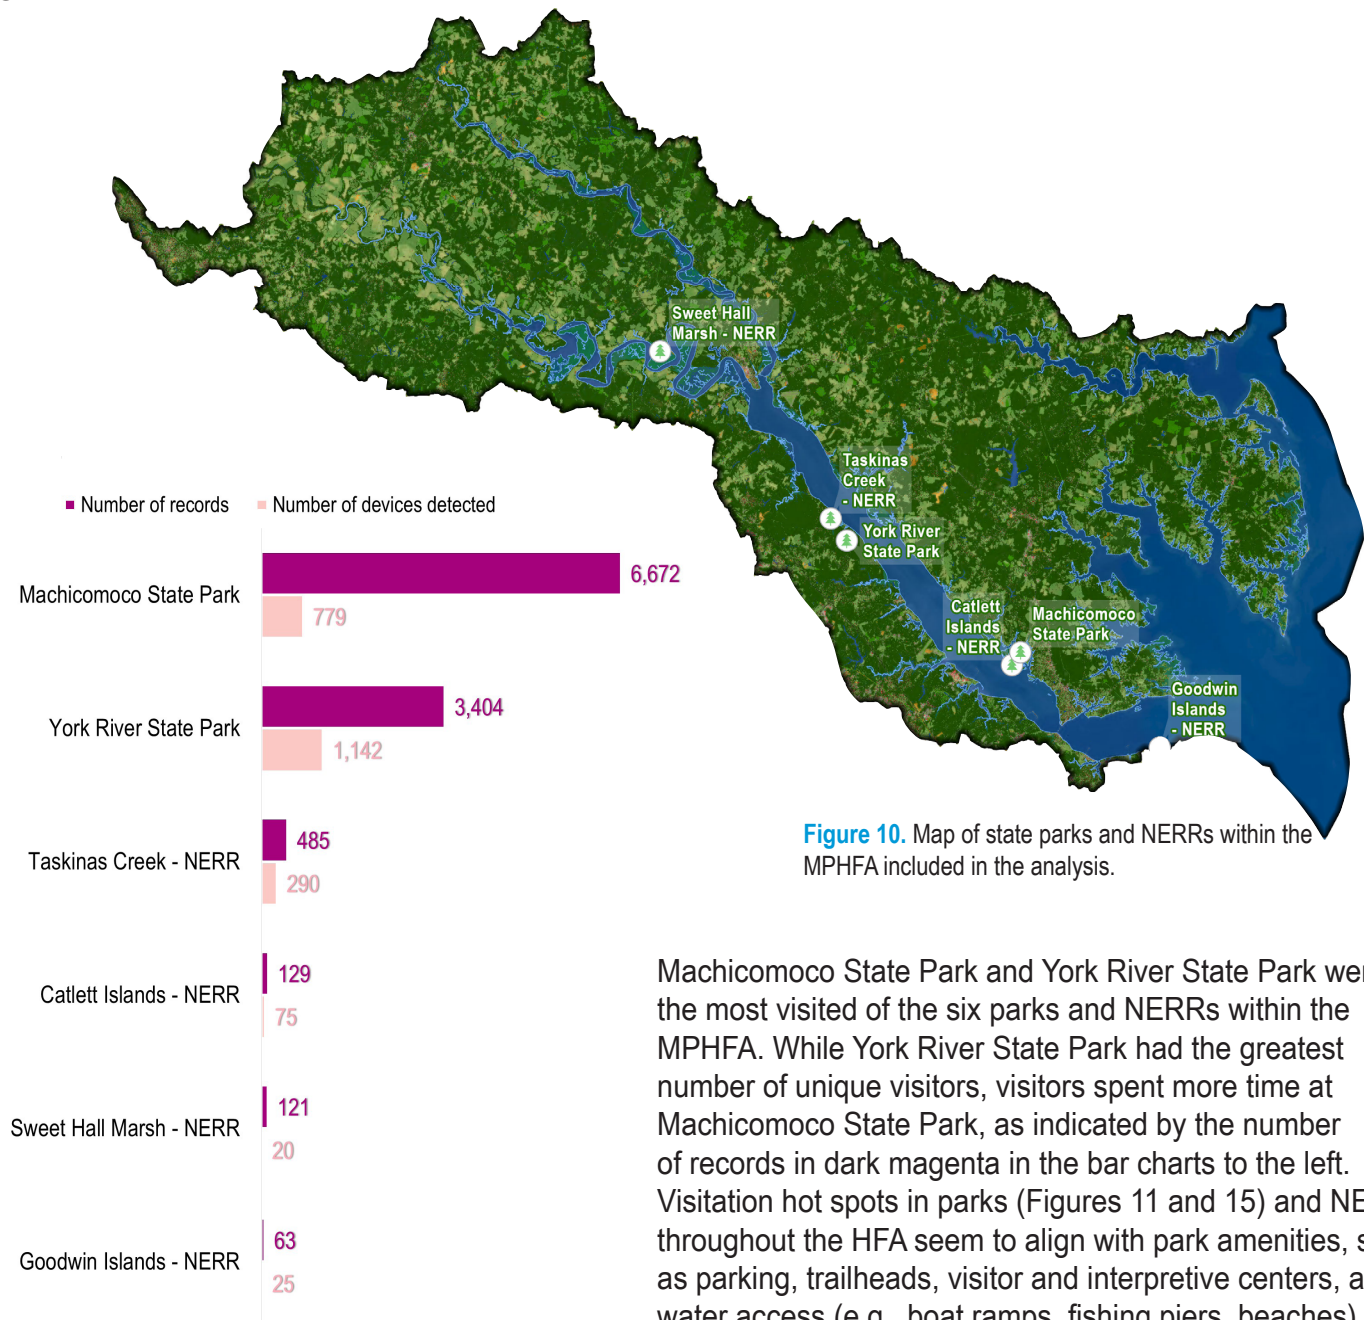 Sweet Hall
Marsh - NERR
Taskinas
Creek
- NERR
York River
State Park
Catlett
Islands
- NERR
Machicomoco
State Park
Goodwin
Islands
- NERR
Number of records
Number of devices detected
Machicomoco State Park
6,672
779
York River State Park
3,404
1,142
Taskinas Creek - NERR
485
290
Catlett Islands - NERR
129
75
Sweet Hall Marsh - NERR
121
20
Goodwin Islands - NERR
63
25
Figure 10. Map of state parks and NERRs within the
MPHFA included in the analysis.
Machicomoco State Park and York River State Park
the most visited of the six parks and NERRs within the
MPHFA. While York River State Park had the greatest
number of unique visitors, visitors spent more time at
Machicomoco State Park, as indicated by the number
of records in dark magenta in the bar charts to the left.
Visitation hot spots in parks (Figures 11 and 15) and
throughout the HFA seem to align with park amenities,
as parking, trailheads, visitor and interpretive centers,
water access (e.g., boat ramps, fishing piers, beaches)